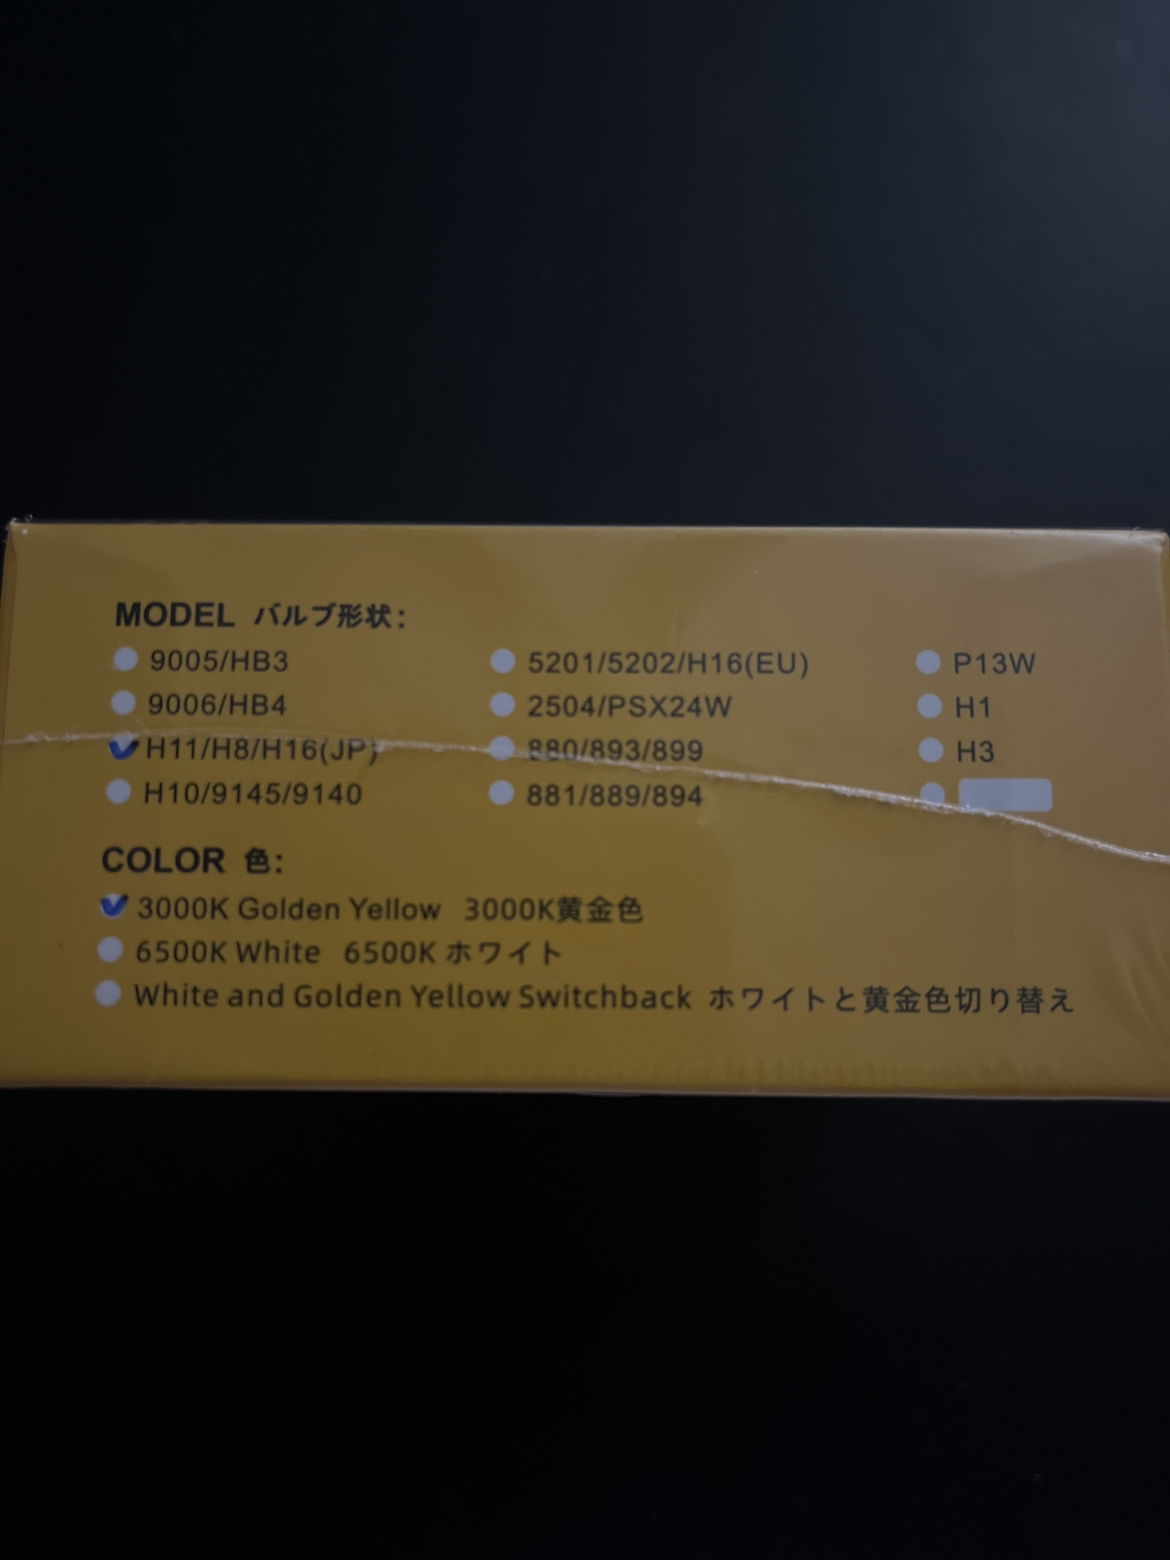 MODEL バルブ形状:
9005/HB3 5201/5202/H16(EU) P13W
9006/HB4 2504/PSX24W H1
H11/H8/H16(JP) 880/893/899 H3
H10/9145/9140 881/889/894
COLOR 色:
3000K Golden Yellow 3000K黄金色
6500K White 6500K ホワイト
White and Golden Yellow Switchback ホワイトと黄金色切り替え